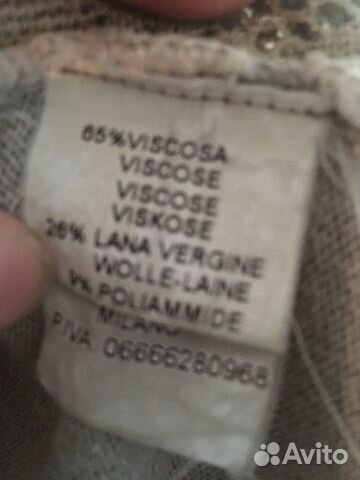 65% VISCOSA
VISCOSE
VISCOSE
VISKOSE
26% LANA VERGINE
WOLLE-LAINE
9% POLIAMMIDE
MILANO
P.IVA 06666280968
Avito